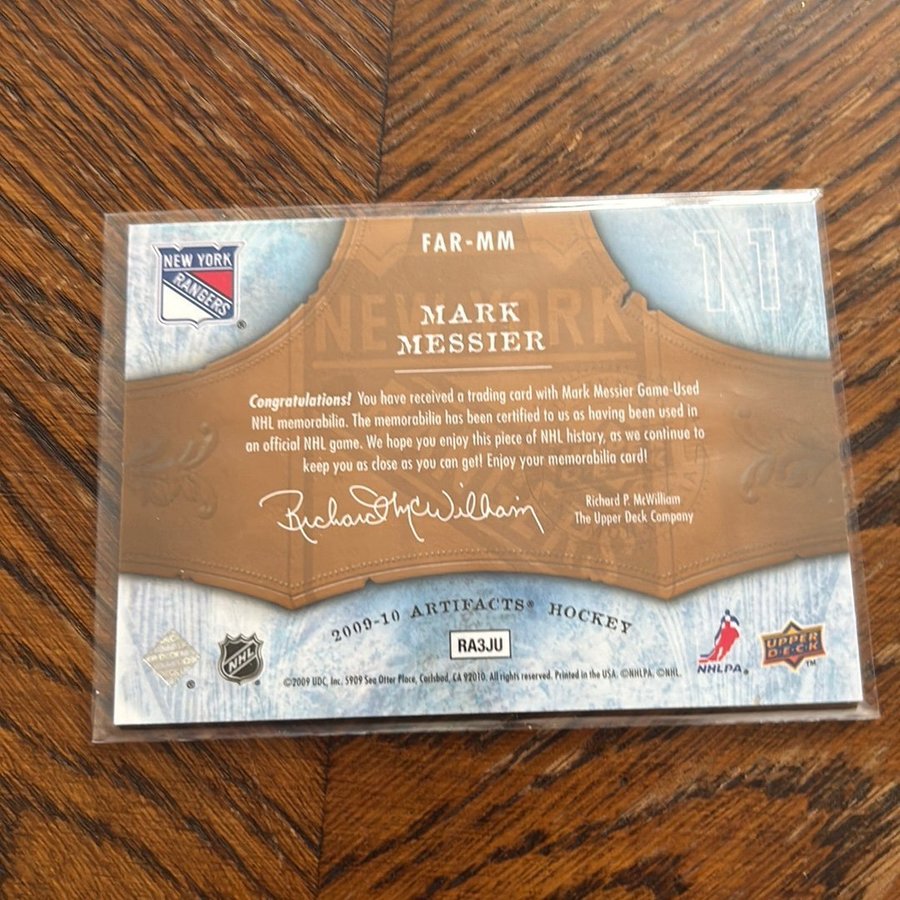 FAR-MM
NEW YORK
RANGERS
11
NEW YORK
MARK
MESSIER
Congratulations! You have received a trading card with Mark Messier Game-Used
NHL memorabilia. The memorabilia has been certified to us as having been used in
an official NHL game. We hope you enjoy this piece of NHL history, as we continue to
keep you as close as you can get! Enjoy your memorabilia card!
Richard McWilliam
Richard P. McWilliam
The Upper Deck Company
2009-10 ARTIFACTS® HOCKEY
RA3JU
NHL
®
NHLPA®
UPPER DECK™
©2009 UDC, Inc. 5909 Sea Otter Place, Carlsbad, CA 92010. All rights reserved. Printed in the USA. ©NHLPA. ©NHL.